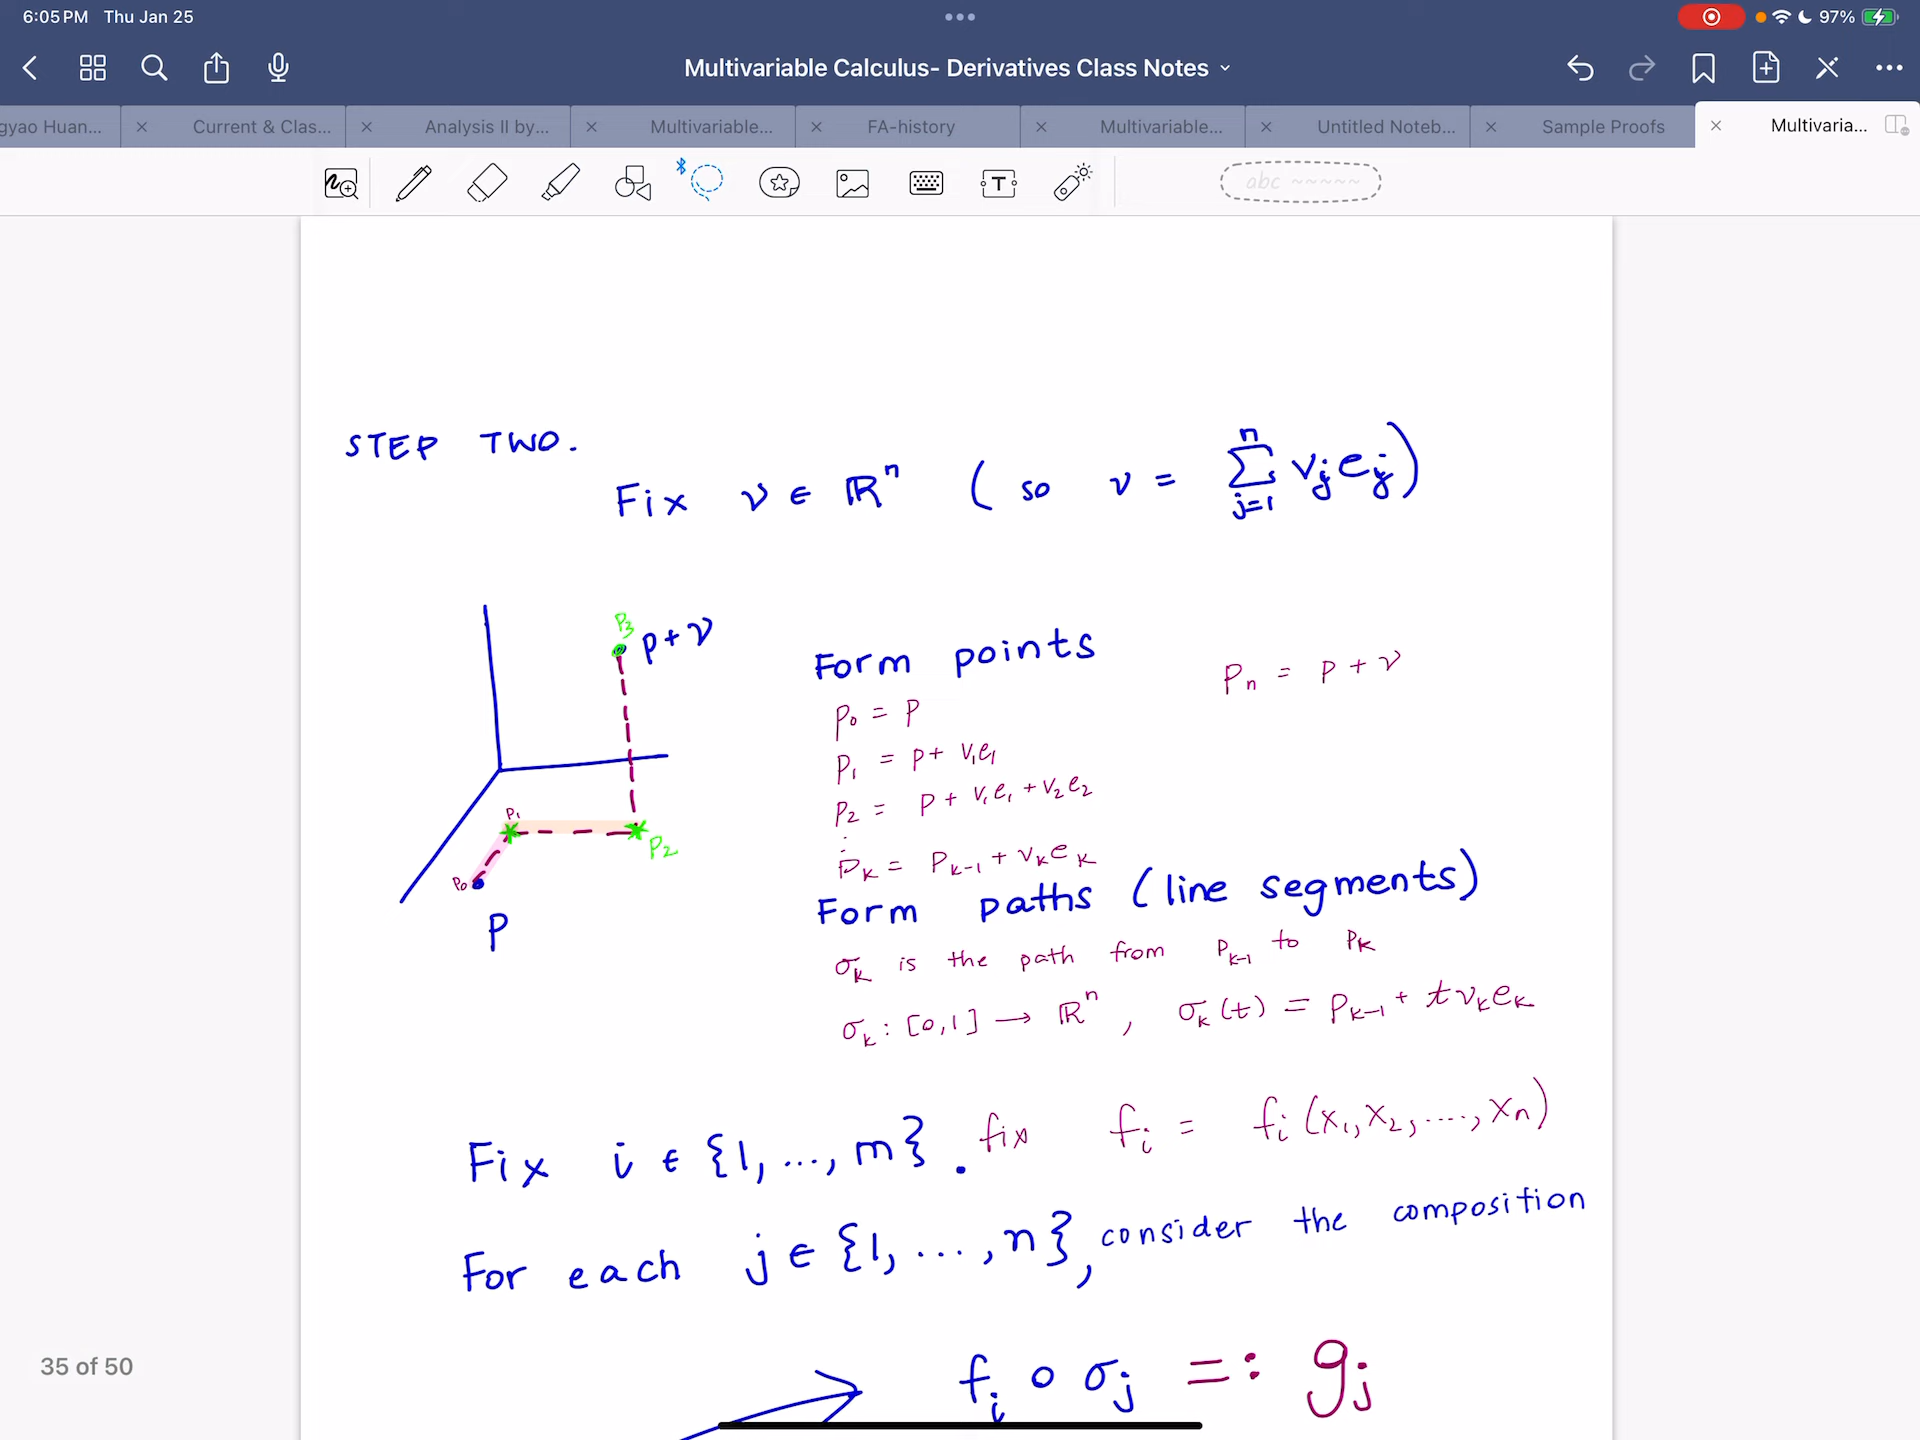 6:05 PM Thu Jan 25
97%
Multivariable Calculus- Derivatives Class Notes
gyao Huan...
Current & Clas...
Analysis II by...
Multivariable...
FA-history
Multivariable...
Untitled Noteb...
Sample Proofs
Multivaria...
abc
STEP TWO.
Fix v ∈ ℝⁿ ( so v = ∑ⁿ_{j=1} v_j e_j )
P₃
p + v
Form points
P_n = p + v
p₀ = p
p₁ = p + v₁e₁
p₂ = p + v₁e₁ + v₂e₂
⋮
P_k = P_{k-1} + v_k e_k
P₁
P₂
P₀
p
Form paths (line segments)
σ_k is the path from P_{k-1} to P_k
σ_k : [0,1] → ℝⁿ , σ_k(t) = P_{k-1} + t v_k e_k
Fix i ∈ {1, ..., m}. fix f_i = f_i (x₁, x₂, ...., x_n)
For each j ∈ {1, ..., n}, consider the composition
f_i ∘ σ_j =: g_j
35 of 50